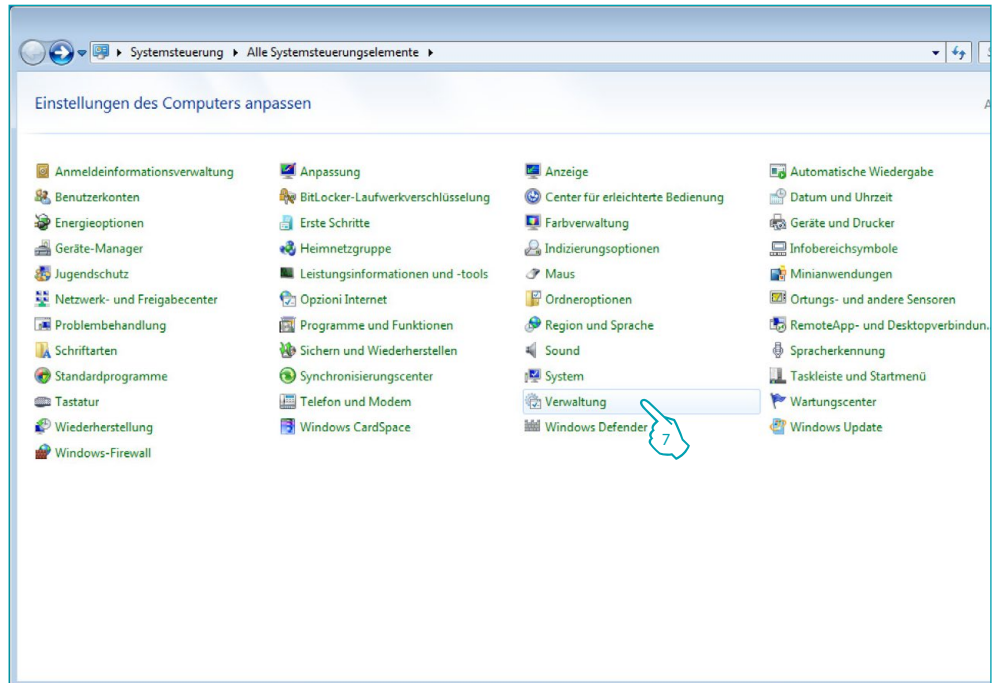 Systemsteuerung Alle Systemsteuerungselemente
Einstellungen des Computers anpassen
Anmeldeinformationsverwaltung Anpassung Anzeige Automatische Wiedergabe
Benutzerkonten BitLocker-Laufwerkverschlüsselung Center für erleichterte Bedienung Datum und Uhrzeit
Energieoptionen Erste Schritte Farbverwaltung Geräte und Drucker
Geräte-Manager Heimnetzgruppe Indizierungsoptionen Infobereichsymbole
Jugendschutz Leistungsinformationen und -tools Maus Minianwendungen
Netzwerk- und Freigabecenter Opzioni Internet Ordneroptionen Ortungs- und andere Sensoren
Problembehandlung Programme und Funktionen Region und Sprache RemoteApp- und Desktopverbindun.
Schriftarten Sichern und Wiederherstellen Sound Spracherkennung
Standardprogramme Synchronisierungscenter System Taskleiste und Startmenü
Tastatur Telefon und Modem Verwaltung Wartungscenter
Wiederherstellung Windows CardSpace Windows Defender Windows Update
7
Windows-Firewall